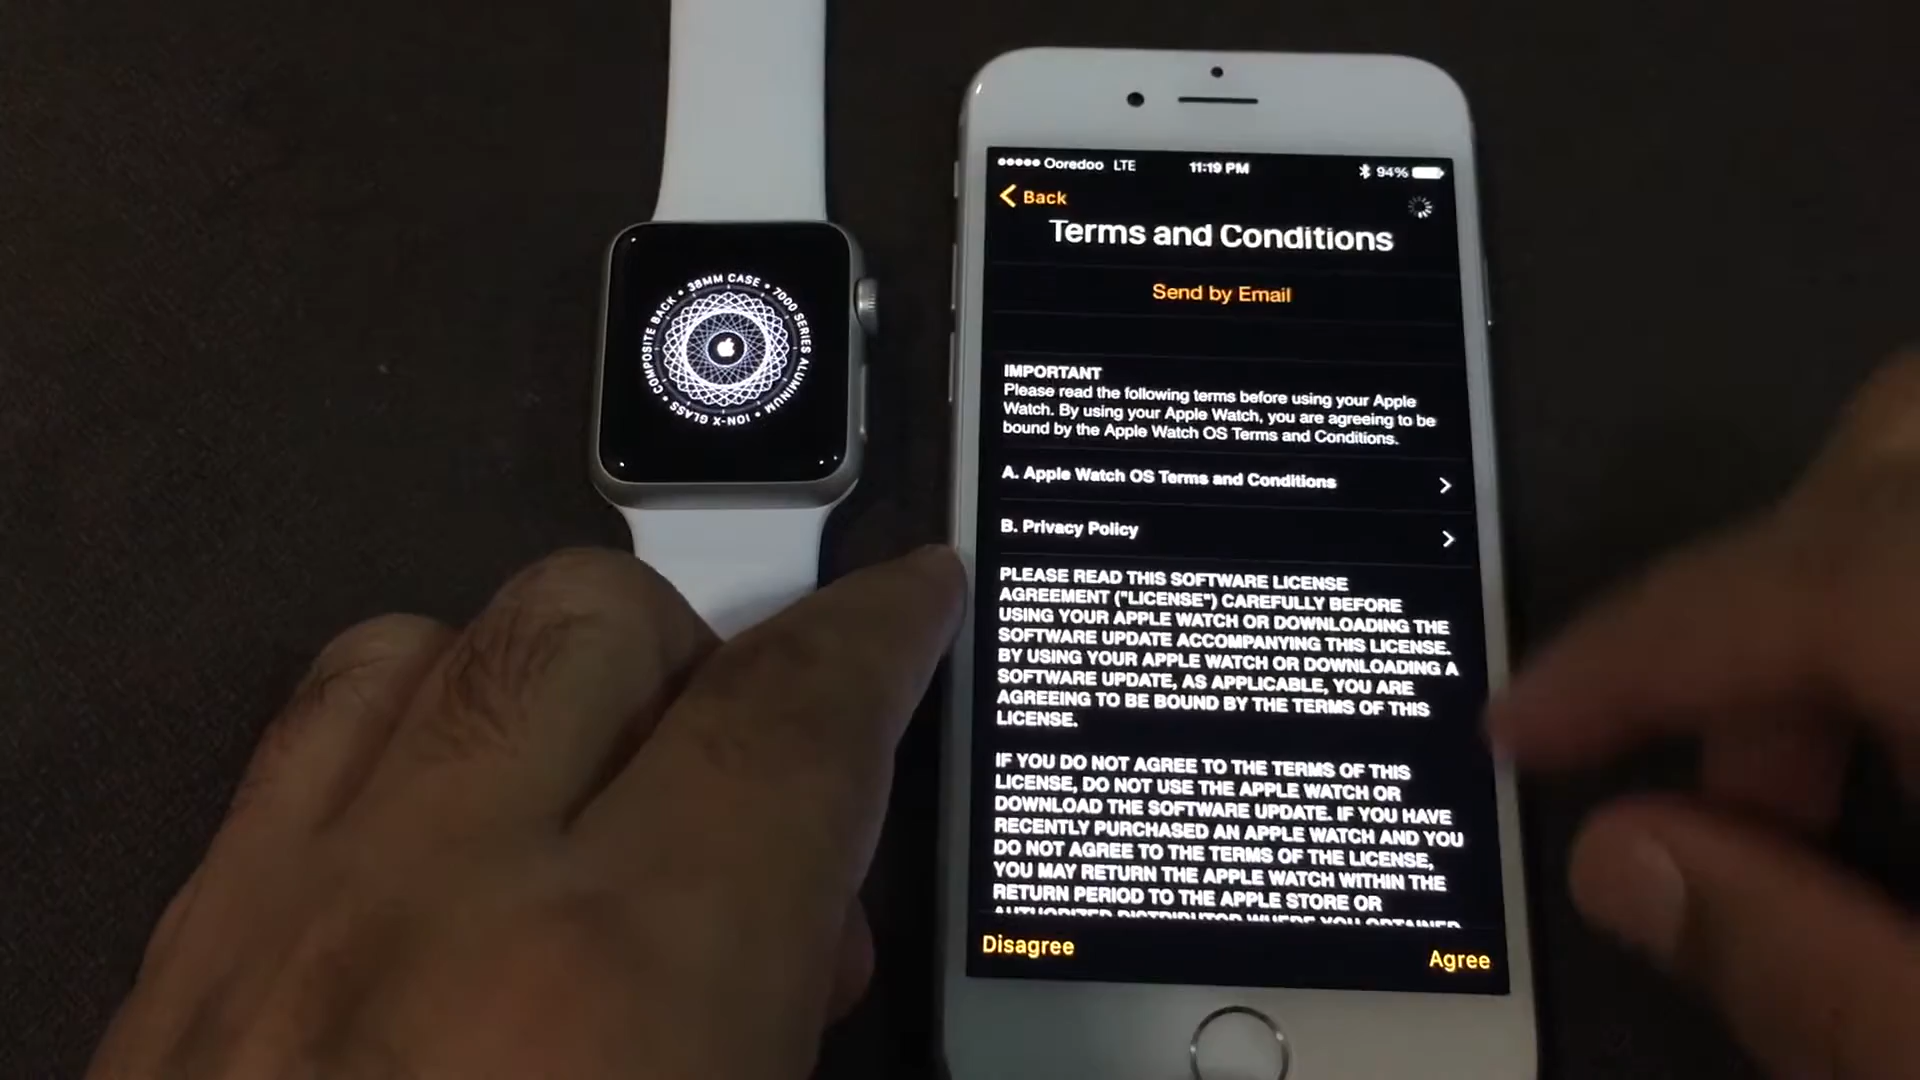 38MM CASE • 7000 SERIES ALUMINUM • ION-X GLASS • COMPOSITE BACK •
Ooredoo LTE 11:19 PM 94%
Back
Terms and Conditions
Send by Email
IMPORTANT
Please read the following terms before using your Apple
Watch. By using your Apple Watch, you are agreeing to be
bound by the Apple Watch OS Terms and Conditions.
A. Apple Watch OS Terms and Conditions
B. Privacy Policy
PLEASE READ THIS SOFTWARE LICENSE
AGREEMENT ("LICENSE") CAREFULLY BEFORE
USING YOUR APPLE WATCH OR DOWNLOADING THE
SOFTWARE UPDATE ACCOMPANYING THIS LICENSE.
BY USING YOUR APPLE WATCH OR DOWNLOADING A
SOFTWARE UPDATE, AS APPLICABLE, YOU ARE
AGREEING TO BE BOUND BY THE TERMS OF THIS
LICENSE.
IF YOU DO NOT AGREE TO THE TERMS OF THIS
LICENSE, DO NOT USE THE APPLE WATCH OR
DOWNLOAD THE SOFTWARE UPDATE. IF YOU HAVE
RECENTLY PURCHASED AN APPLE WATCH AND YOU
DO NOT AGREE TO THE TERMS OF THE LICENSE,
YOU MAY RETURN THE APPLE WATCH WITHIN THE
RETURN PERIOD TO THE APPLE STORE OR
AUTHORIZED DISTRIBUTOR WHERE YOU OBTAINED
Disagree
Agree